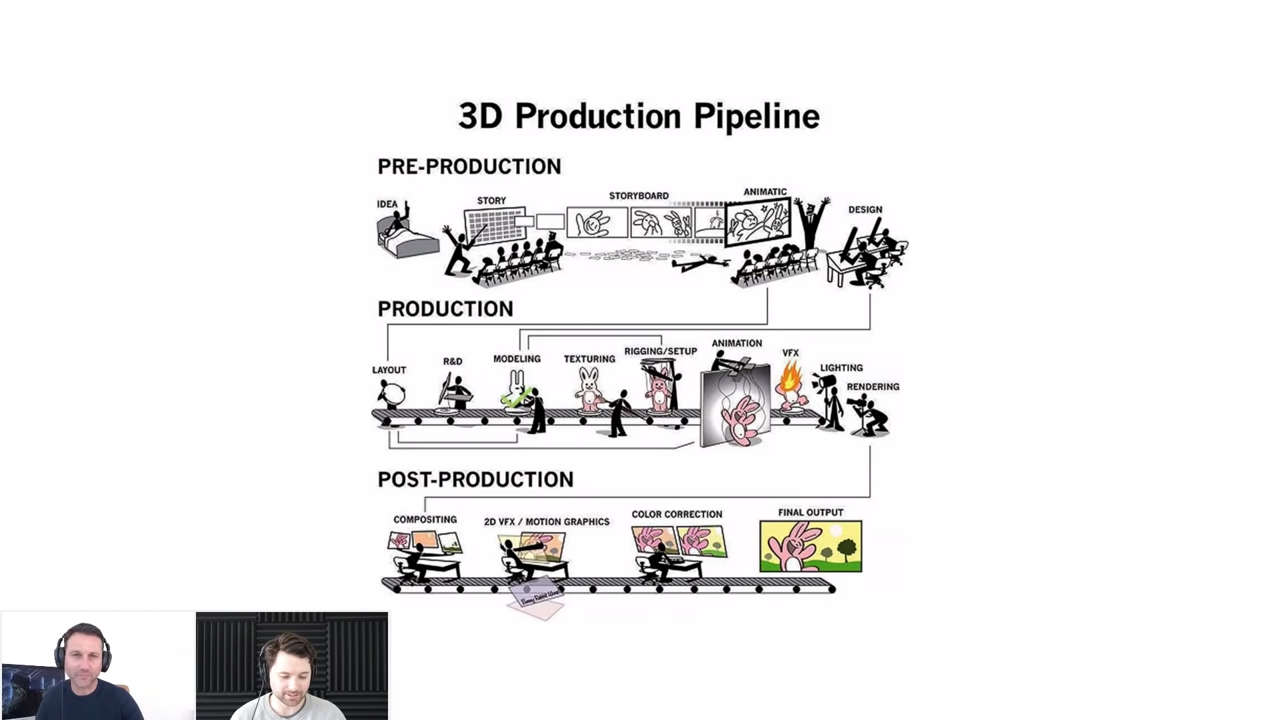 3D Production Pipeline
PRE-PRODUCTION
IDEA
STORY
STORYBOARD
ANIMATIC
DESIGN
PRODUCTION
LAYOUT
R&D
MODELING
TEXTURING
RIGGING/SETUP
ANIMATION
VFX
LIGHTING
RENDERING
POST-PRODUCTION
COMPOSITING
2D VFX / MOTION GRAPHICS
COLOR CORRECTION
FINAL OUTPUT